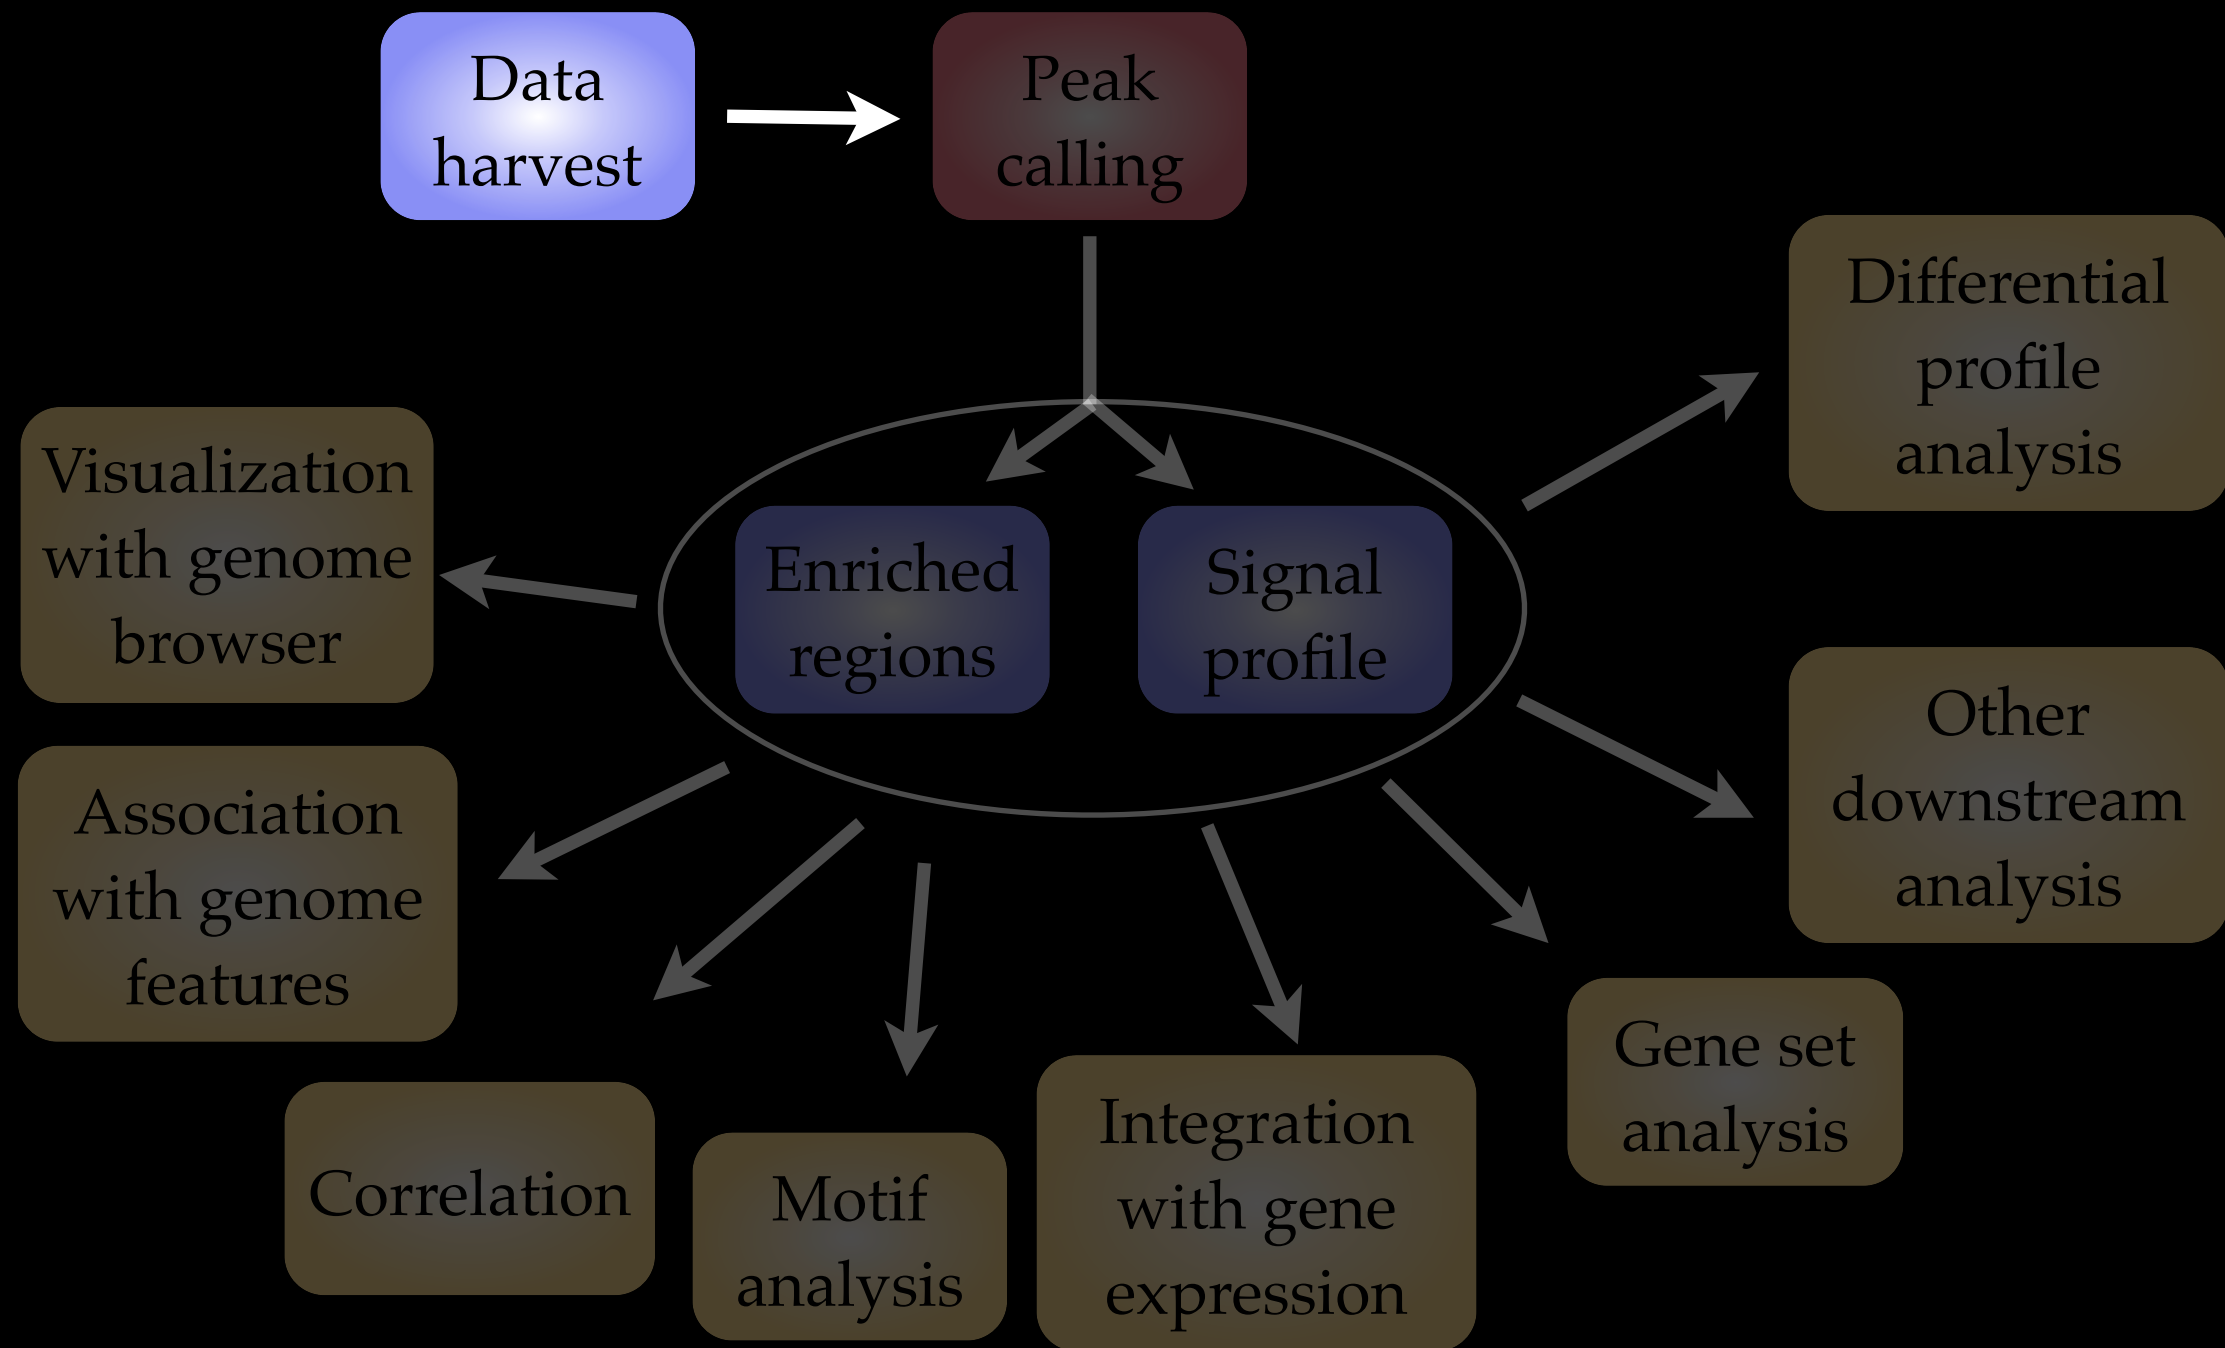 Data
harvest
Peak
calling
Differential
profile
analysis
Visualization
with genome
browser
Enriched
regions
Signal
profile
Other
downstream
analysis
Association
with genome
features
Gene set
analysis
Correlation
Motif
analysis
Integration
with gene
expression